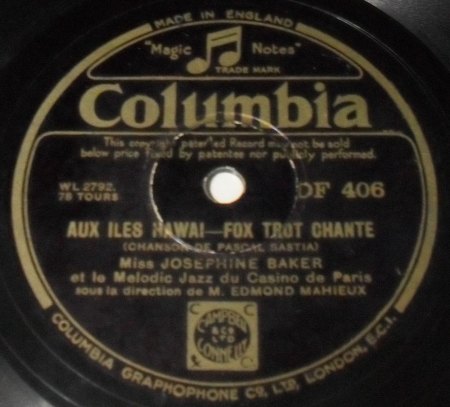 MADE IN ENGLAND
"Magic Notes"
TRADE MARK
Columbia
This copyright patented Record may not be sold
below price fixed by patentee nor publicly performed.
WL 2792.
78 TOURS
DF 406
AUX ILES HAWAI—FOX TROT CHANTE
(CHANSON DE PASCAL BASTIA)
Miss JOSEPHINE BAKER
et le Melodic Jazz du Casino de Paris
sous la direction de M. EDMOND MAHIEUX
& CO
LTD
COLUMBIA GRAPHOPHONE CO. LTD. LONDON. E.C.1.